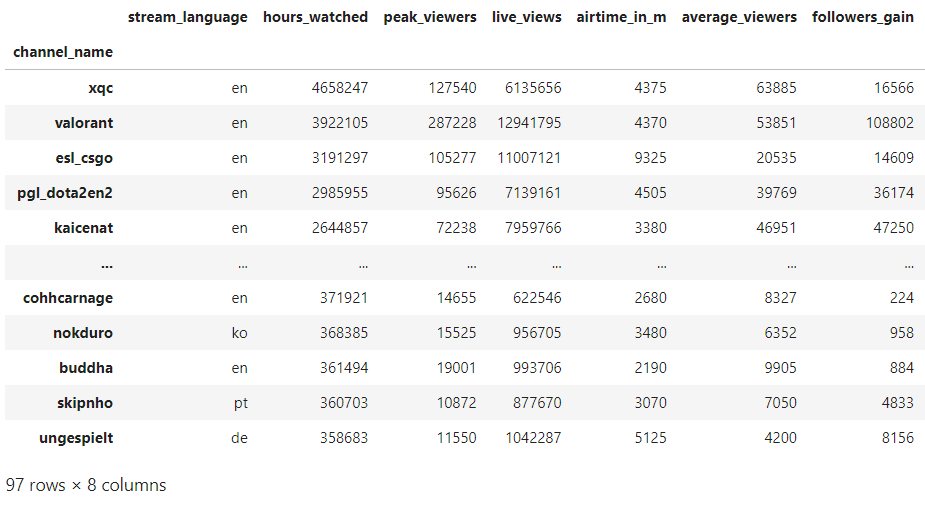 stream_language hours_watched peak_viewers live_views airtime_in_m average_viewers followers_gain
channel_name
xqc en 4658247 127540 6135656 4375 63885 16566
valorant en 3922105 287228 12941795 4370 53851 108802
esl_csgo en 3191297 105277 11007121 9325 20535 14609
pgl_dota2en2 en 2985955 95626 7139161 4505 39769 36174
kaicenat en 2644857 72238 7959766 3380 46951 47250
... ... ... ... ... ... ... ...
cohhcarnage en 371921 14655 622546 2680 8327 224
nokduro ko 368385 15525 956705 3480 6352 958
buddha en 361494 19001 993706 2190 9905 884
skipnho pt 360703 10872 877670 3070 7050 4833
ungespielt de 358683 11550 1042287 5125 4200 8156
97 rows × 8 columns